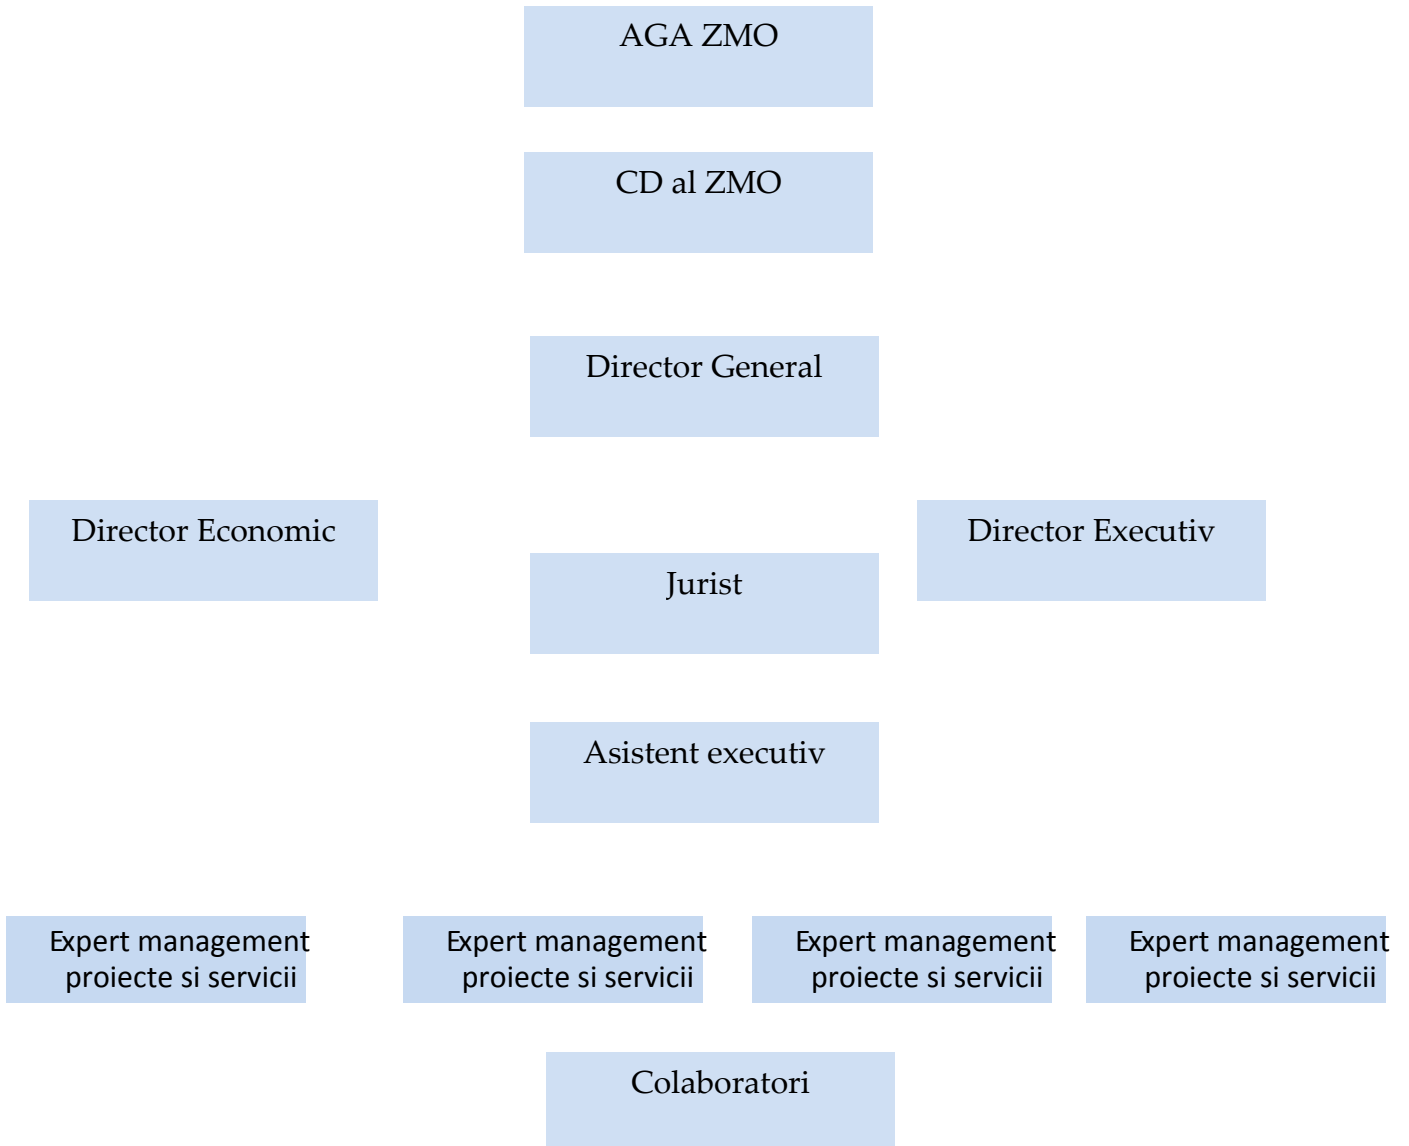 AGA ZMO
CD al ZMO
Director General
Director Economic
Director Executiv
Jurist
Asistent executiv
Expert management
proiecte si servicii
Expert management
proiecte si servicii
Expert management
proiecte si servicii
Expert management
proiecte si servicii
Colaboratori